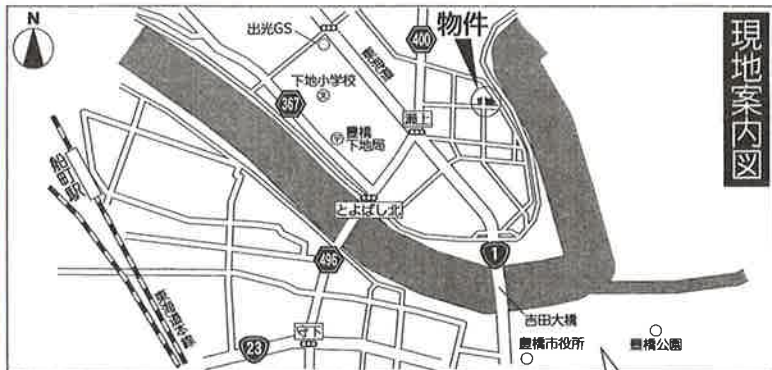 現地案内図
N
出光GS
400
物件
下地小学校
367
豊橋
下地局
瀬上
とよばし北
船町駅
496
1
吉田大橋
守下
23
豊橋市役所
豊橋公園